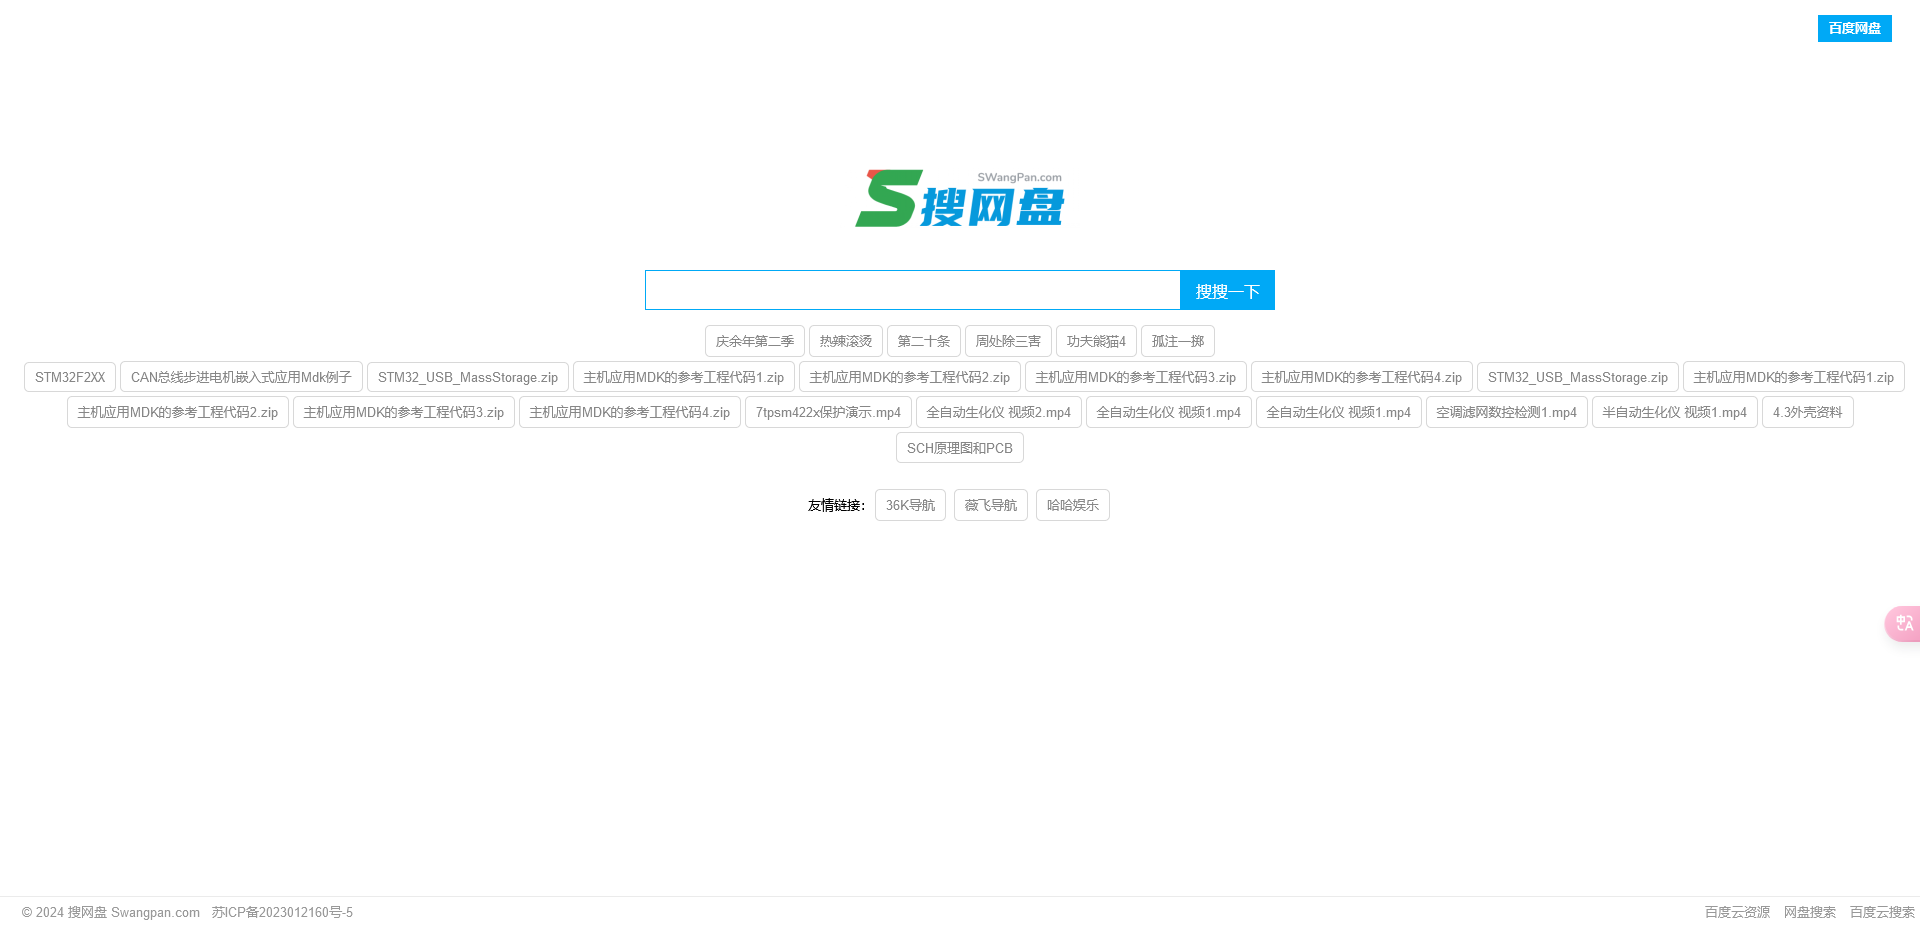 百度网盘
SWangPan.com
S搜网盘
搜搜一下
庆余年第二季 热辣滚烫 第二十条 周处除三害 功夫熊猫4 孤注一掷
STM32F2XX CAN总线步进电机嵌入式应用Mdk例子 STM32_USB_MassStorage.zip 主机应用MDK的参考工程代码1.zip 主机应用MDK的参考工程代码2.zip 主机应用MDK的参考工程代码3.zip 主机应用MDK的参考工程代码4.zip STM32_USB_MassStorage.zip 主机应用MDK的参考工程代码1.zip
主机应用MDK的参考工程代码2.zip 主机应用MDK的参考工程代码3.zip 主机应用MDK的参考工程代码4.zip 7tpsm422x保护演示.mp4 全自动生化仪 视频2.mp4 全自动生化仪 视频1.mp4 全自动生化仪 视频1.mp4 空调滤网数控检测1.mp4 半自动生化仪 视频1.mp4 4.3外壳资料
SCH原理图和PCB
友情链接: 36K导航 薇飞导航 哈哈娱乐
中A
© 2024 搜网盘 Swangpan.com 苏ICP备2023012160号-5 百度云资源 网盘搜索 百度云搜索